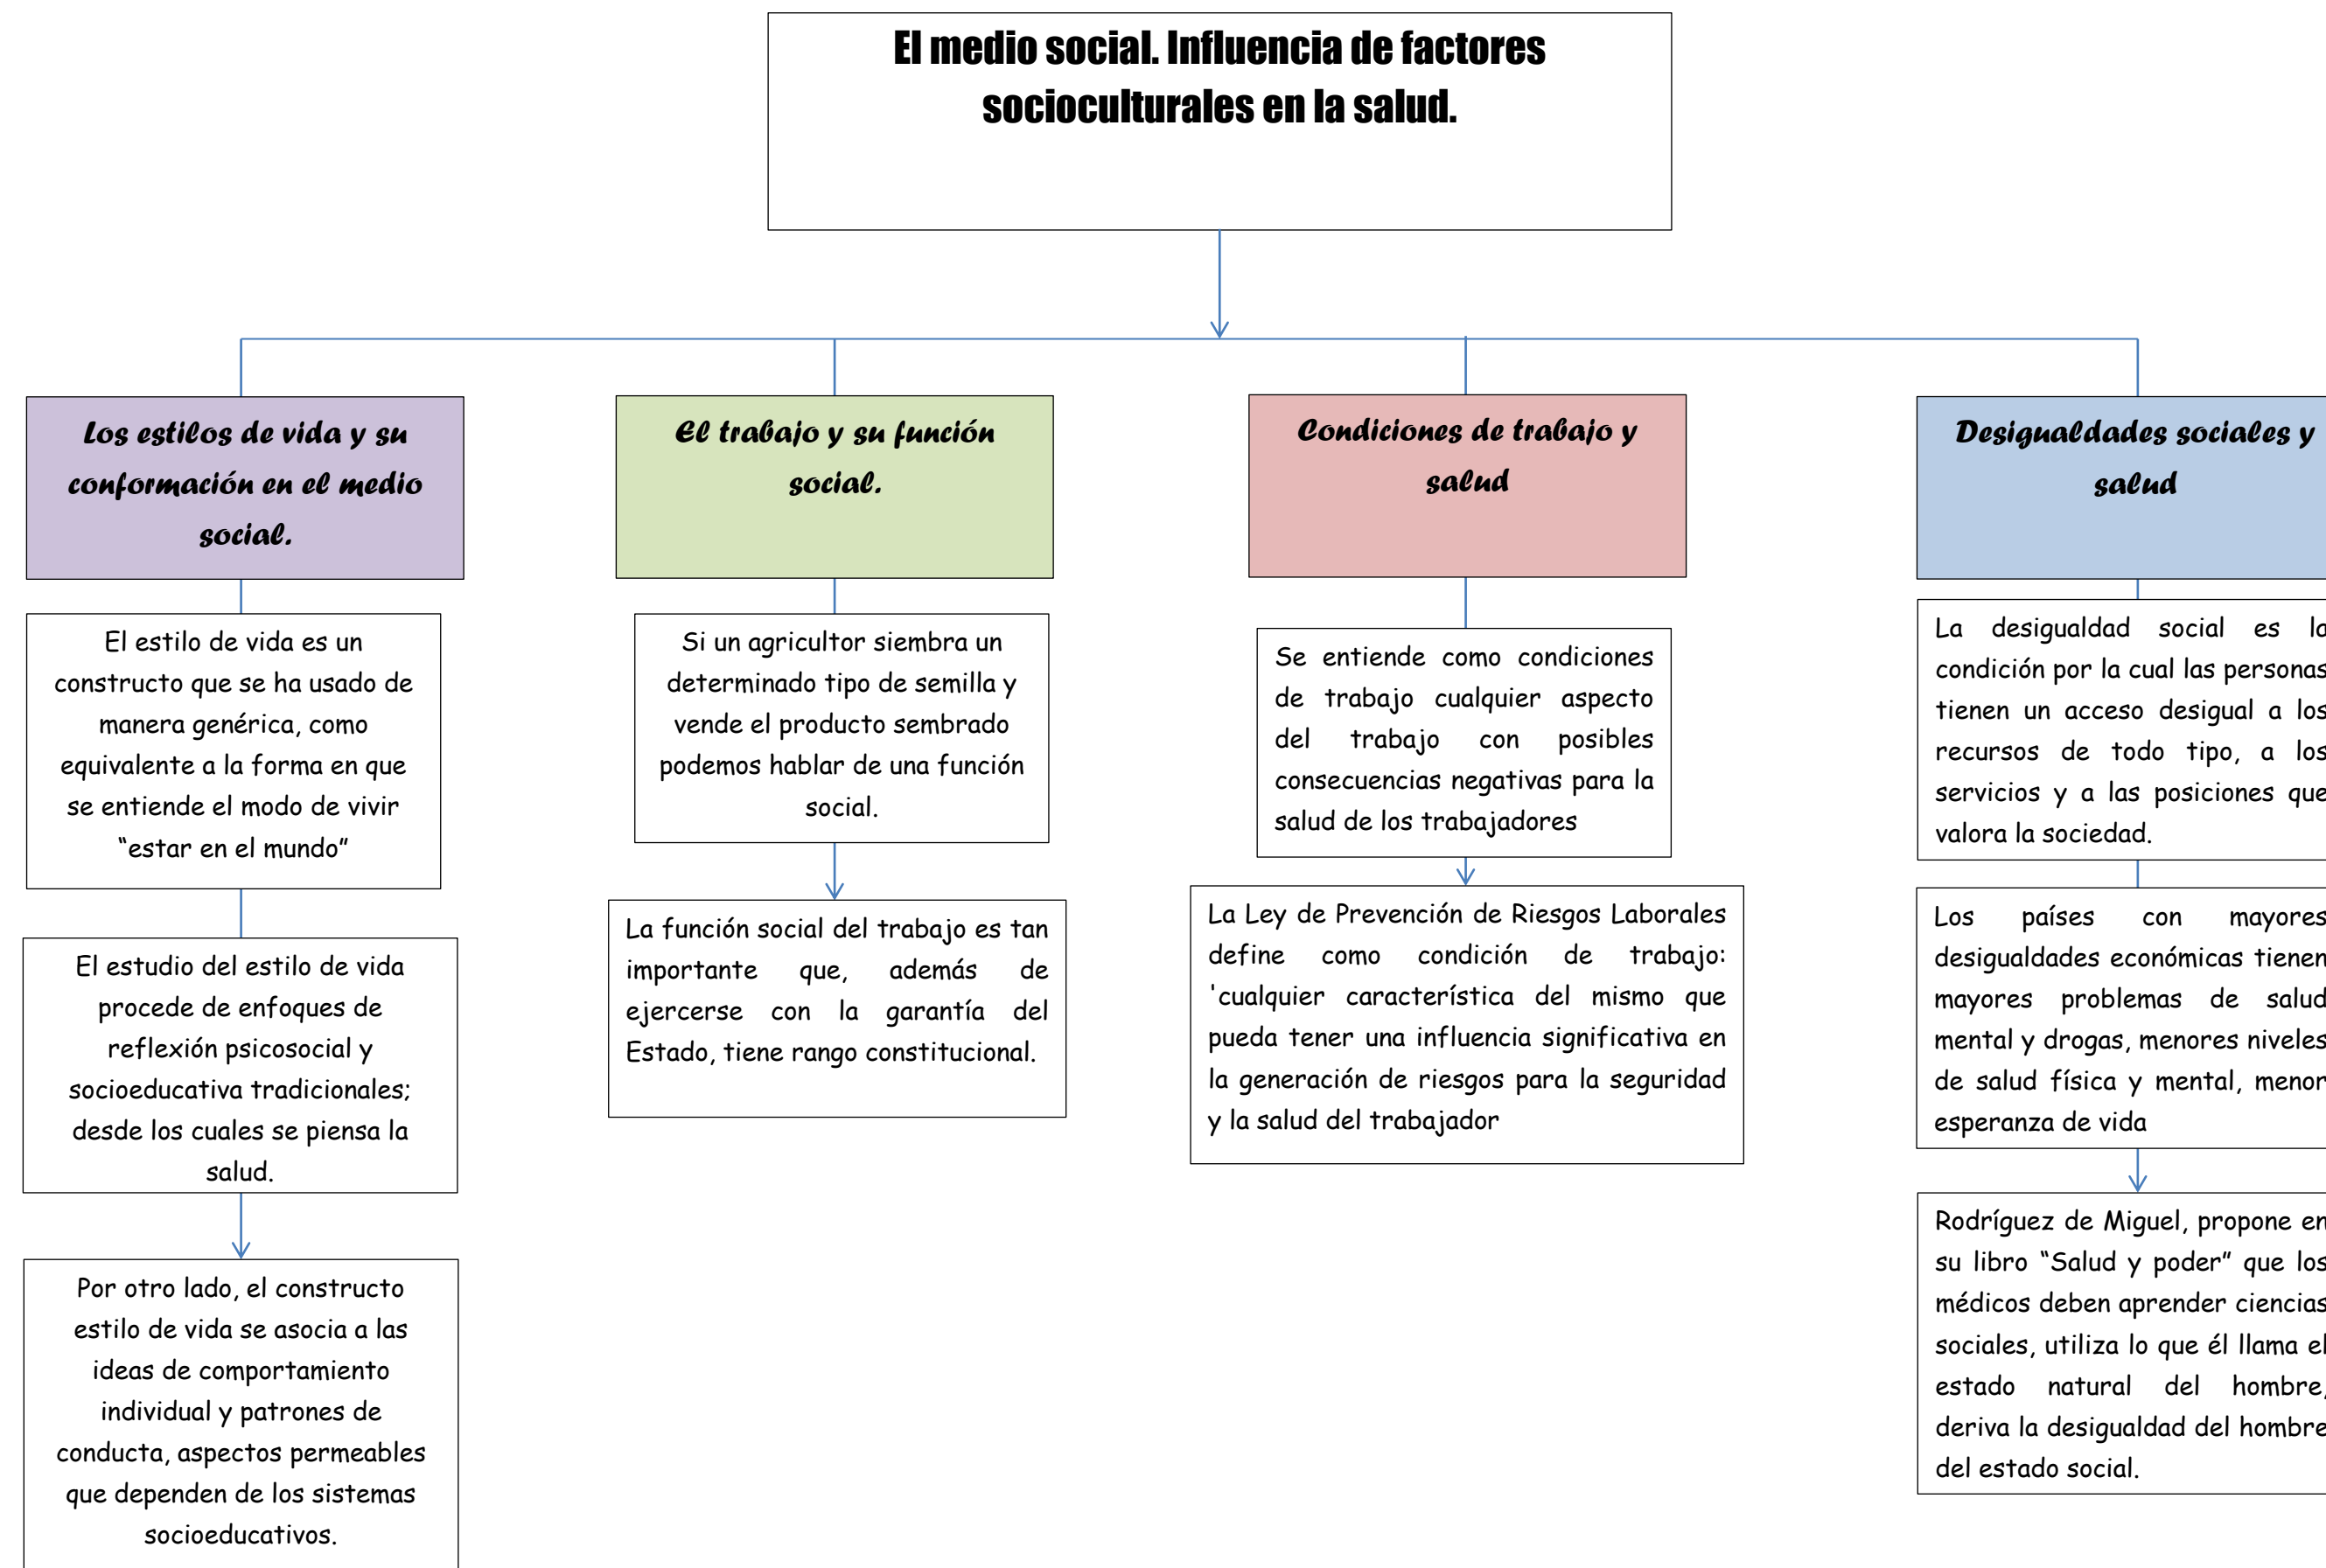 El medio social. Influencia de factores
socioculturales en la salud.
Los estilos de vida y su
conformación en el medio
social.
El estilo de vida es un
constructo que se ha usado de
manera genérica, como
equivalente a la forma en que
se entiende el modo de vivir
“estar en el mundo”
El estudio del estilo de vida
procede de enfoques de
reflexión psicosocial y
socioeducativa tradicionales;
desde los cuales se piensa la
salud.
Por otro lado, el constructo
estilo de vida se asocia a las
ideas de comportamiento
individual y patrones de
conducta, aspectos permeables
que dependen de los sistemas
socioeducativos.
El trabajo y su función
social.
Si un agricultor siembra un
determinado tipo de semilla y
vende el producto sembrado
podemos hablar de una función
social.
La función social del trabajo es tan
importante que, además de
ejercerse con la garantía del
Estado, tiene rango constitucional.
Condiciones de trabajo y
salud
Se entiende como condiciones
de trabajo cualquier aspecto
del trabajo con posibles
consecuencias negativas para la
salud de los trabajadores
La Ley de Prevención de Riesgos Laborales
define como condición de trabajo:
'cualquier característica del mismo que
pueda tener una influencia significativa en
la generación de riesgos para la seguridad
y la salud del trabajador
Desigualdades sociales y
salud
La desigualdad social es la
condición por la cual las personas
tienen un acceso desigual a los
recursos de todo tipo, a los
servicios y a las posiciones que
valora la sociedad.
Los países con mayores
desigualdades económicas tienen
mayores problemas de salud
mental y drogas, menores niveles
de salud física y mental, menor
esperanza de vida
Rodríguez de Miguel, propone en
su libro “Salud y poder” que los
médicos deben aprender ciencias
sociales, utiliza lo que él llama el
estado natural del hombre,
deriva la desigualdad del hombre
del estado social.